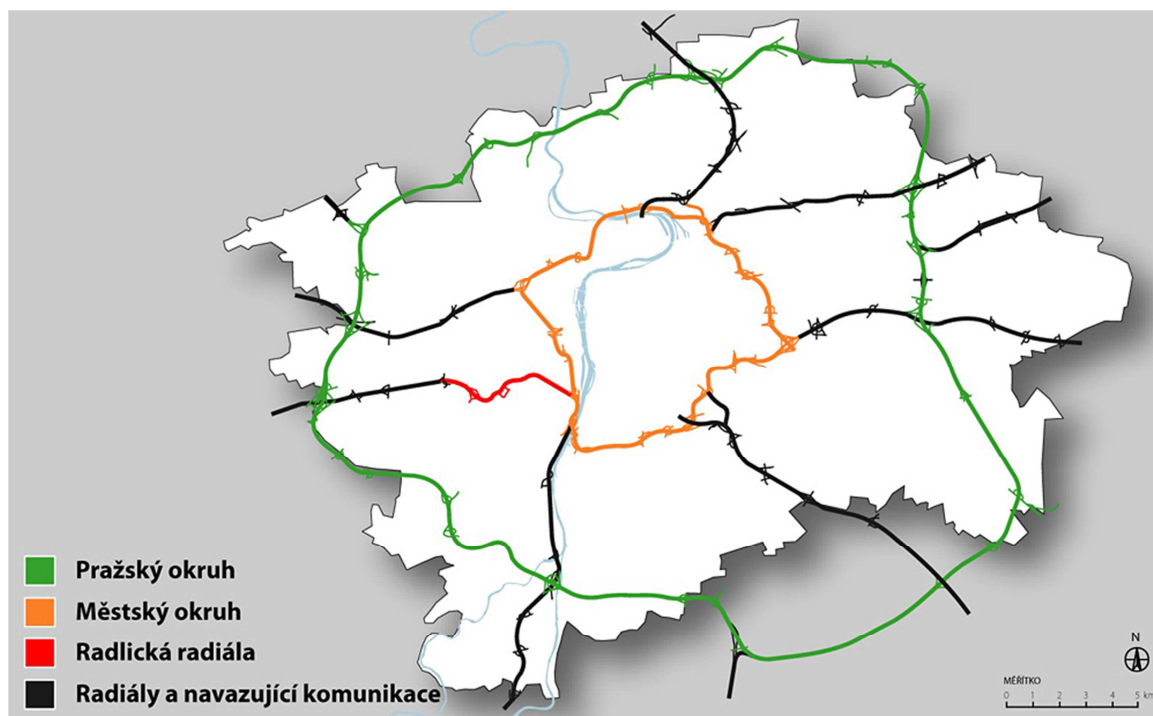 Pražský okruh
Městský okruh
Radlická radiála
Radiály a navazující komunikace
N
MĚŘÍTKO
0 1 2 3 4 5 km